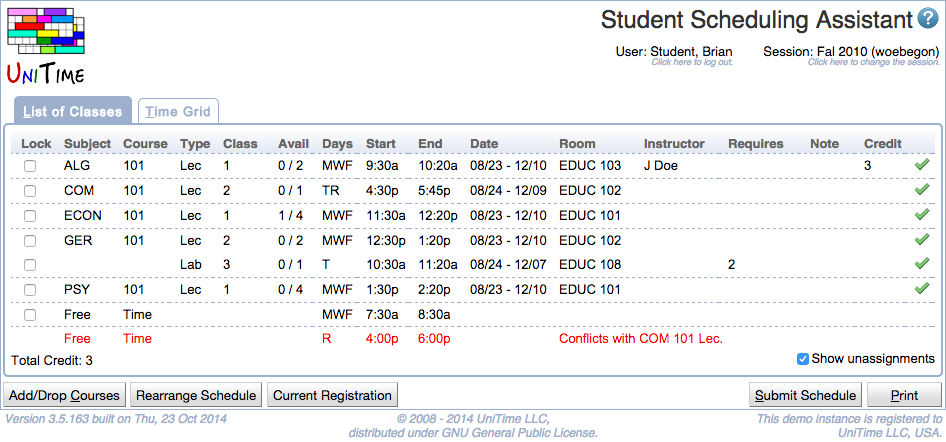 UniTime
Student Scheduling Assistant ?
User: Student, Brian Session: Fal 2010 (woebegon)
Click here to log out. Click here to change the session.
List of Classes Time Grid
Lock Subject Course Type Class Avail Days Start End Date Room Instructor Requires Note Credit
ALG 101 Lec 1 0 / 2 MWF 9:30a 10:20a 08/23 - 12/10 EDUC 103 J Doe 3
COM 101 Lec 2 0 / 1 TR 4:30p 5:45p 08/24 - 12/09 EDUC 102
ECON 101 Lec 1 1 / 4 MWF 11:30a 12:20p 08/23 - 12/10 EDUC 101
GER 101 Lec 2 0 / 2 MWF 12:30p 1:20p 08/23 - 12/10 EDUC 102
Lab 3 0 / 1 T 10:30a 11:20a 08/24 - 12/07 EDUC 108 2
PSY 101 Lec 1 0 / 4 MWF 1:30p 2:20p 08/23 - 12/10 EDUC 101
Free Time MWF 7:30a 8:30a
Free Time R 4:00p 6:00p Conflicts with COM 101 Lec.
Total Credit: 3 Show unassignments
Add/Drop Courses Rearrange Schedule Current Registration Submit Schedule Print
Version 3.5.163 built on Thu, 23 Oct 2014 © 2008 - 2014 UniTime LLC, This demo instance is registered to
distributed under GNU General Public License. UniTime LLC, USA.